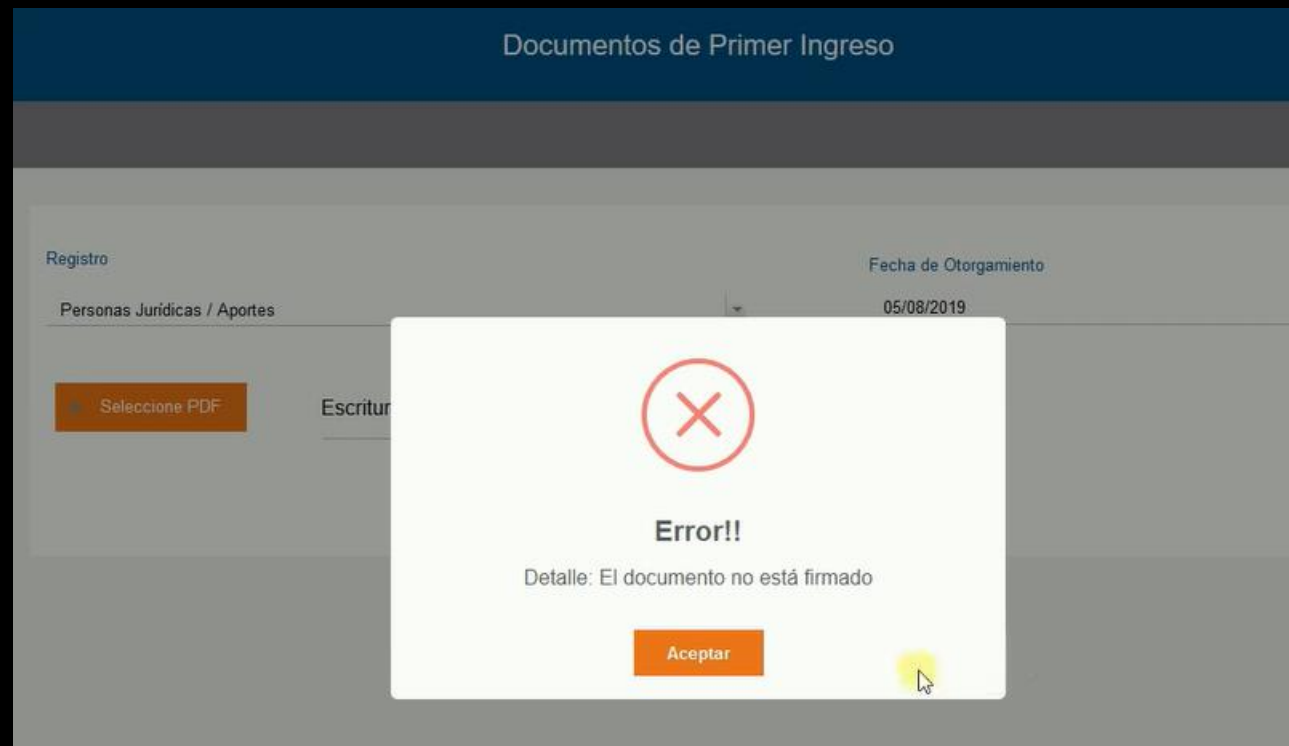 Documentos de Primer Ingreso
Registro
Fecha de Otorgamiento
Personas Jurídicas / Aportes
05/08/2019
Seleccione PDF
Error!!
Detalle: El documento no está firmado
Aceptar